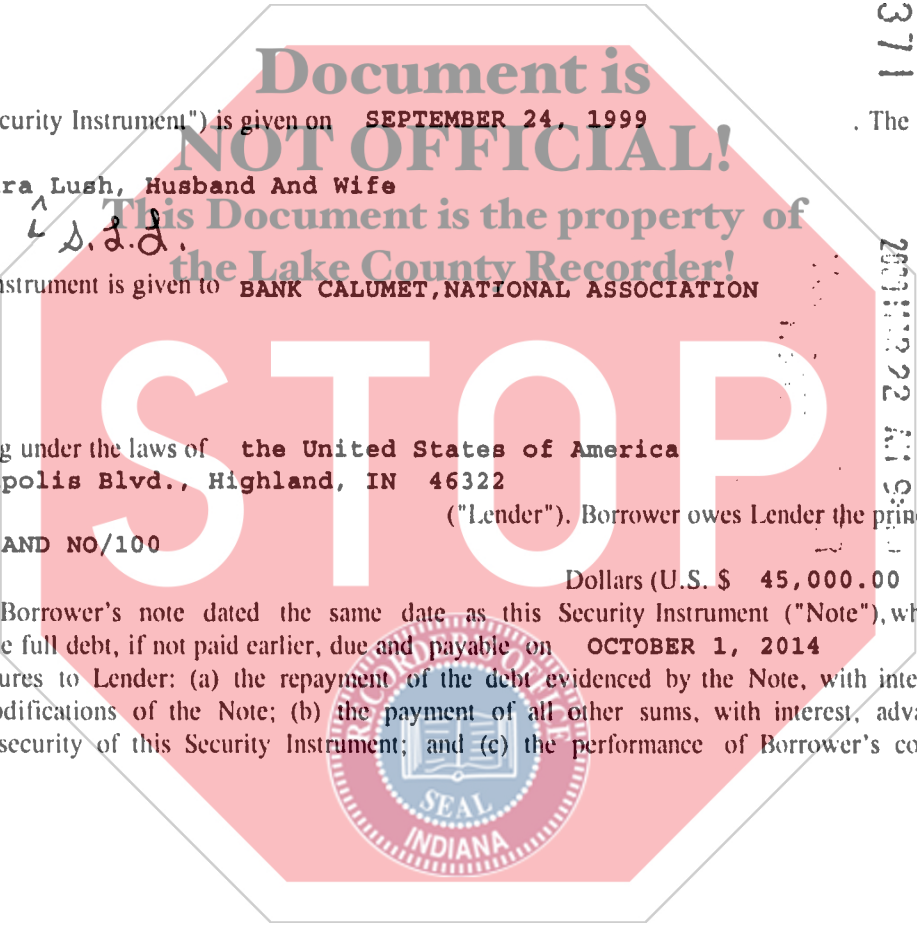 371
Document is
curity Instrument") is given on SEPTEMBER 24, 1999 . The
NOT OFFICIAL!
ra Lush, Husband And Wife
This Document is the property of
L S.L.L.
the Lake County Recorder!
nstrument is given to BANK CALUMET,NATIONAL ASSOCIATION
STOP
g under the laws of the United States of America
polis Blvd., Highland, IN 46322
("Lender"). Borrower owes Lender the prin
AND NO/100
Dollars (U.S. $ 45,000.00
Borrower's note dated the same date as this Security Instrument ("Note"),wh
e full debt, if not paid earlier, due and payable on OCTOBER 1, 2014
ures to Lender: (a) the repayment of the debt evidenced by the Note, with inte
odifications of the Note; (b) the payment of all other sums, with interest, adva
security of this Security Instrument; and (c) the performance of Borrower's co
RECORDER'S OFFICE
SEAL
INDIANA